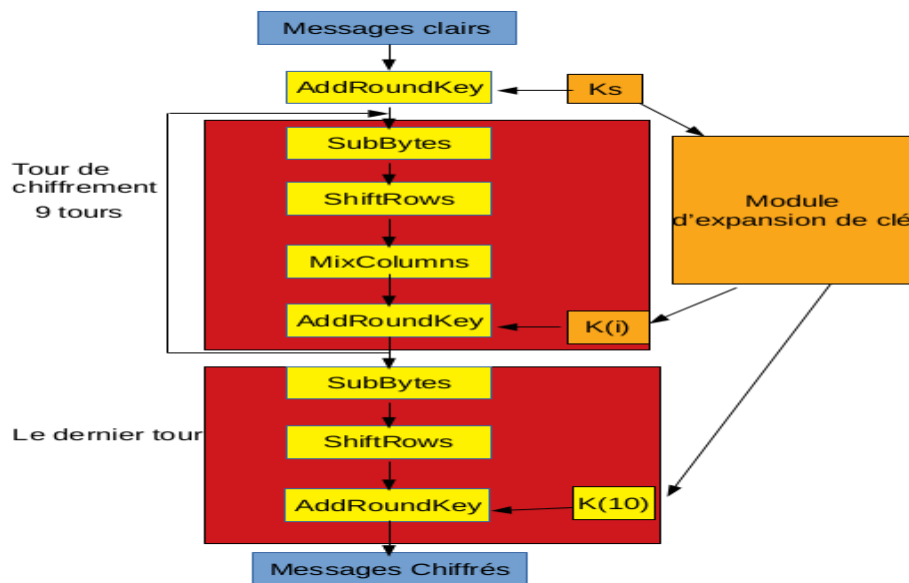 Messages clairs
AddRoundKey
Ks
SubBytes
Tour de
chiffrement
9 tours
ShiftRows
Module
d'expansion de clé
MixColumns
AddRoundKey
K(i)
SubBytes
Le dernier tour
ShiftRows
AddRoundKey
K(10)
Messages Chiffrés